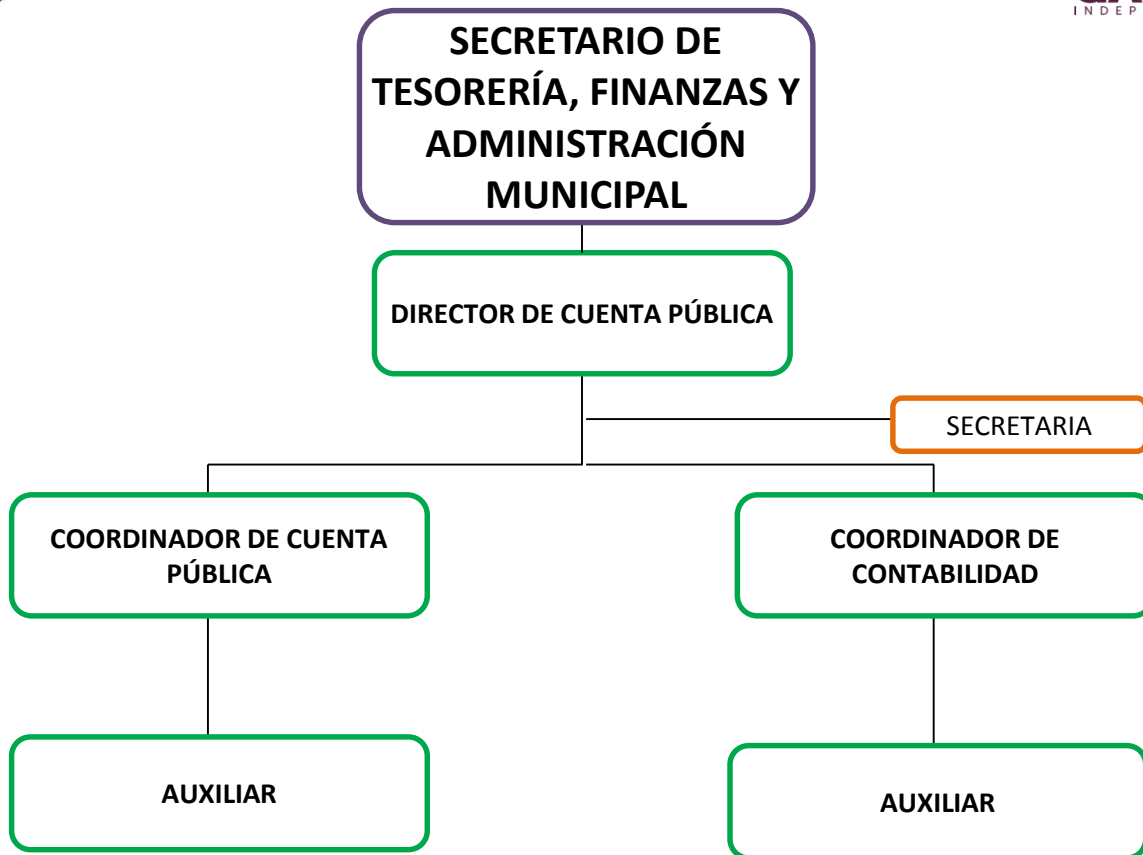 INDEP
SECRETARIO DE
TESORERÍA, FINANZAS Y
ADMINISTRACIÓN
MUNICIPAL
DIRECTOR DE CUENTA PÚBLICA
SECRETARIA
COORDINADOR DE CUENTA
PÚBLICA
COORDINADOR DE
CONTABILIDAD
AUXILIAR
AUXILIAR